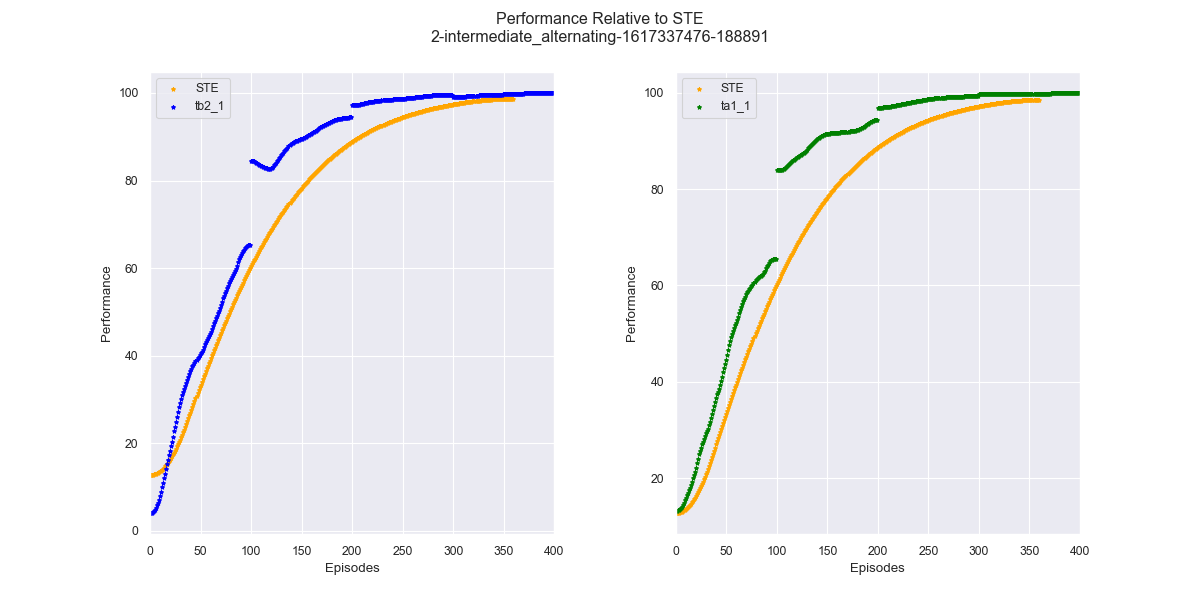 Performance Relative to STE
2-intermediate_alternating-1617337476-188891
STE
tb2_1
100
80
60
40
20
0
Performance
0 50 100 150 200 250 300 350 400
Episodes
STE
ta1_1
100
80
60
40
20
Performance
0 50 100 150 200 250 300 350 400
Episodes